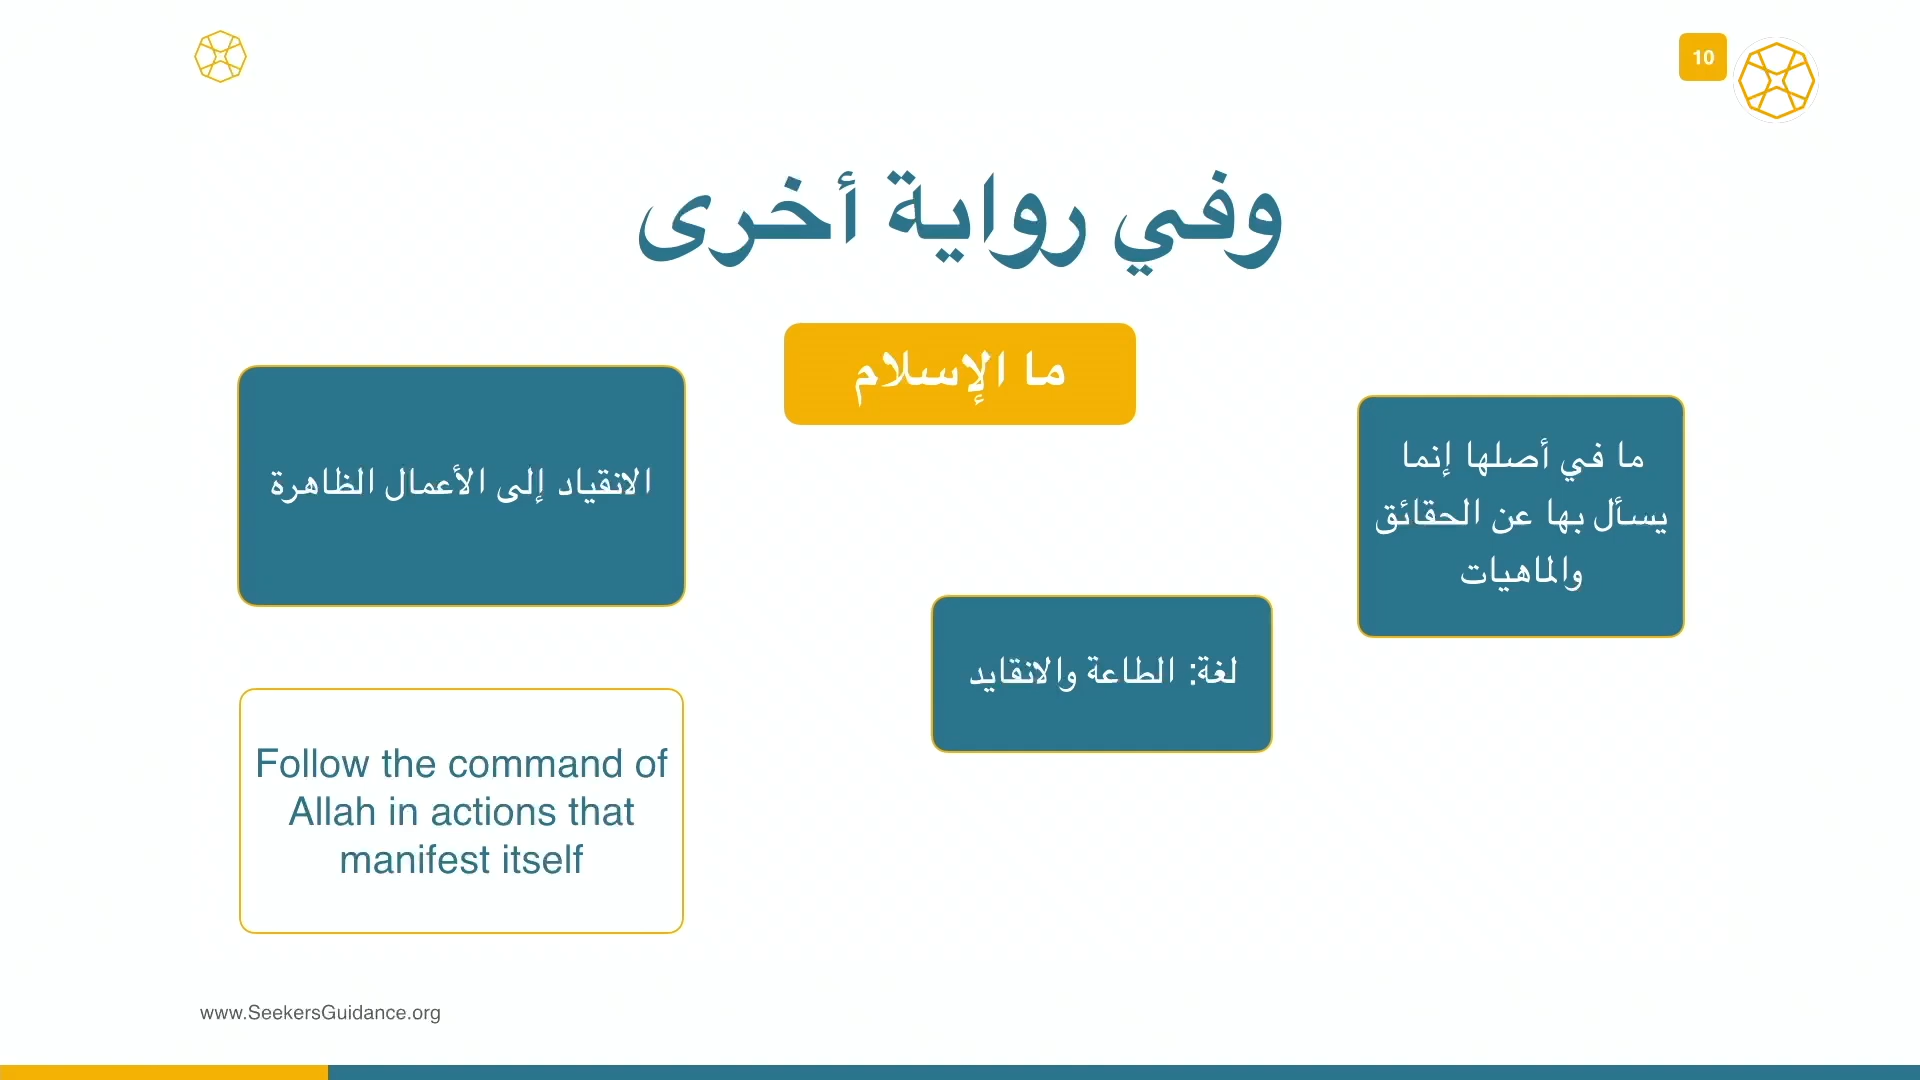 10
وفي رواية أخرى
ما الإسلام
ما في أصلها إنما
يسأل بها عن الحقائق
والماهيات
لغة: الطاعة والانقايد
الانقياد إلى الأعمال الظاهرة
Follow the command of
Allah in actions that
manifest itself
www.SeekersGuidance.org